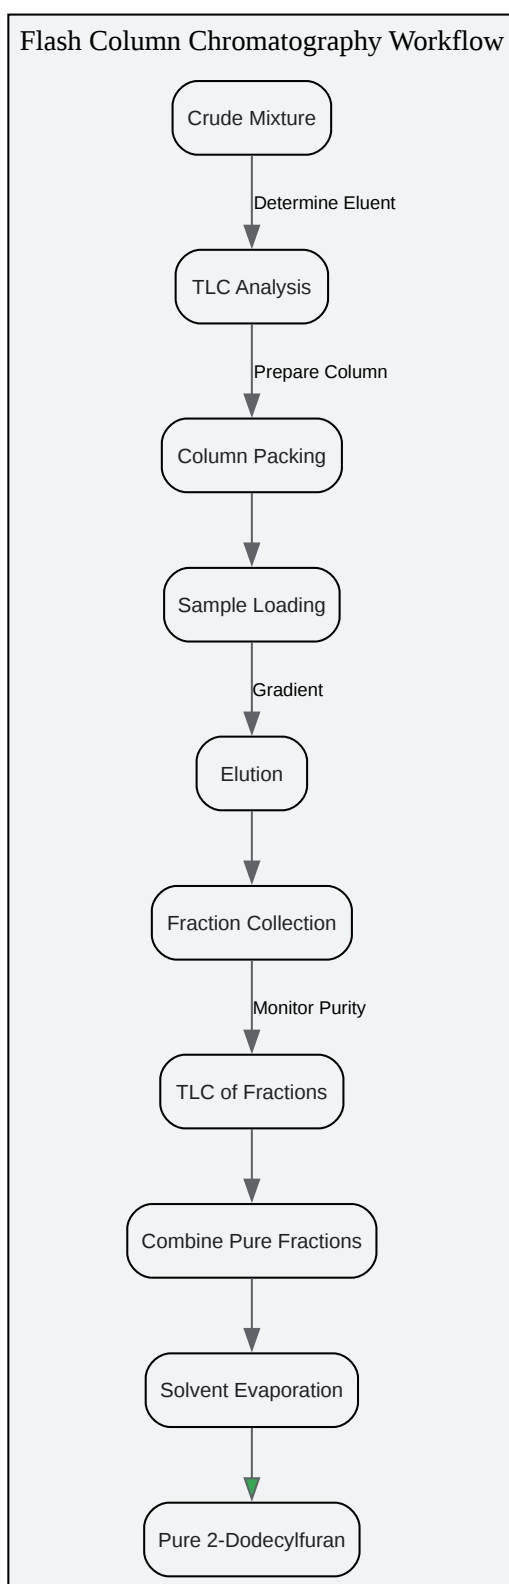 Flash Column Chromatography Workflow
Crude Mixture
Determine Eluent
TLC Analysis
Prepare Column
Column Packing
Sample Loading
Gradient
Elution
Fraction Collection
Monitor Purity
TLC of Fractions
Combine Pure Fractions
Solvent Evaporation
Pure 2-Dodecylfuran